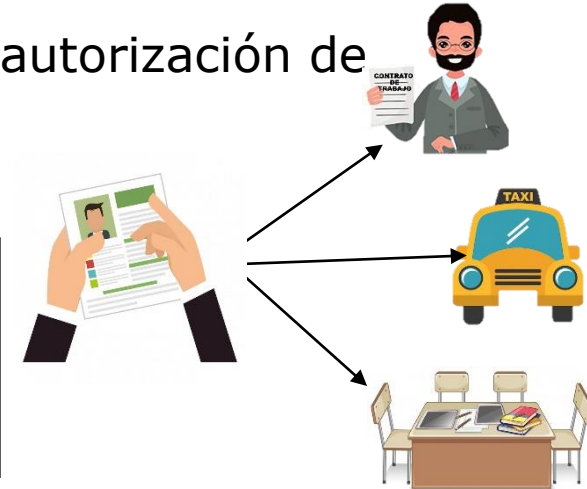 autorización de
CONTRATO
DE
TRABAJO
TAXI